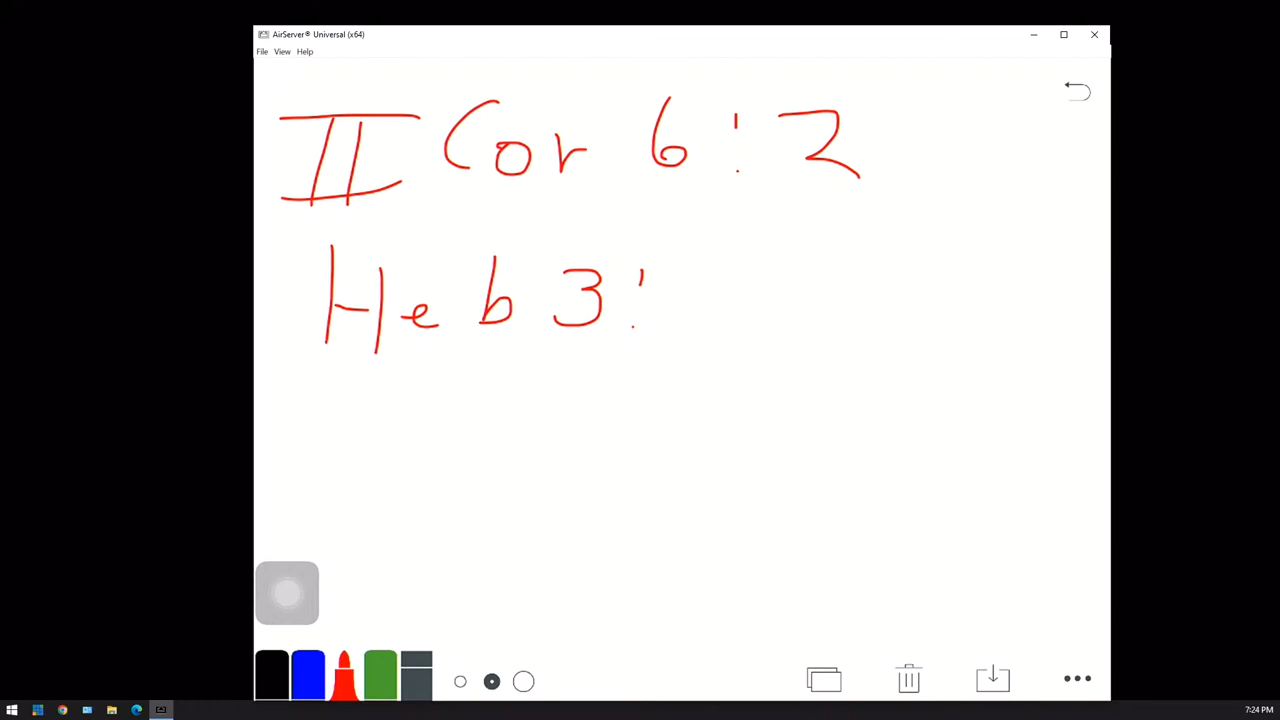 AirServer® Universal (x64)
File View Help
II Cor 6:2
Heb 3:
7:24 PM